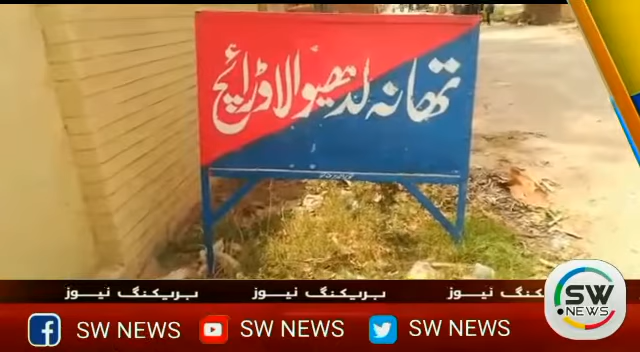 تھانہ لدھیوالا وڑائچ
بریکنگ نیوز بریکنگ نیوز بریکنگ نیوز
SW NEWS SW NEWS SW NEWS
SW
NEWS